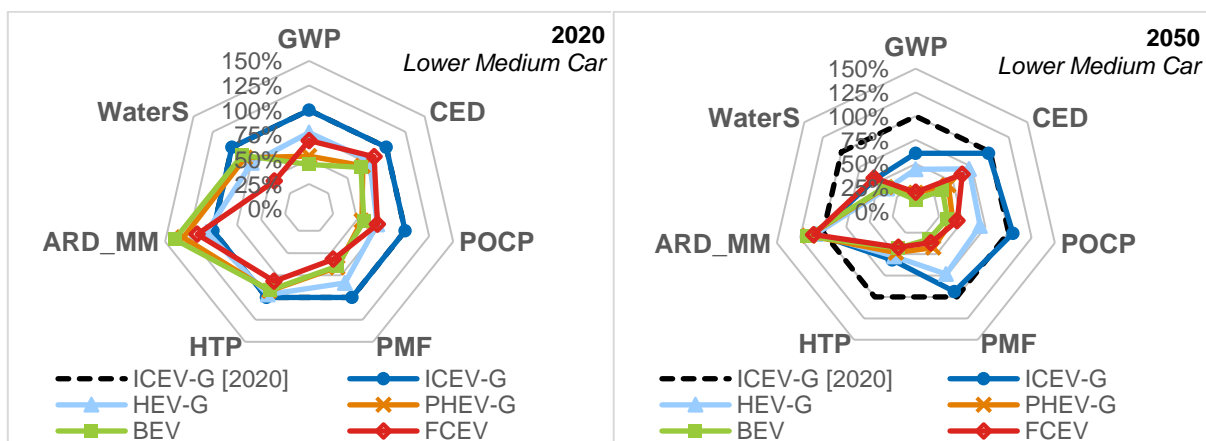 2020
Lower Medium Car
GWP
150%
125%
100%
75%
50%
25%
0%
CED
POCP
PMF
HTP
ARD_MM
WaterS
ICEV-G [2020]
ICEV-G
HEV-G
PHEV-G
BEV
FCEV
2050
Lower Medium Car
GWP
150%
125%
100%
75%
50%
25%
0%
CED
POCP
PMF
HTP
ARD_MM
WaterS
ICEV-G [2020]
ICEV-G
HEV-G
PHEV-G
BEV
FCEV